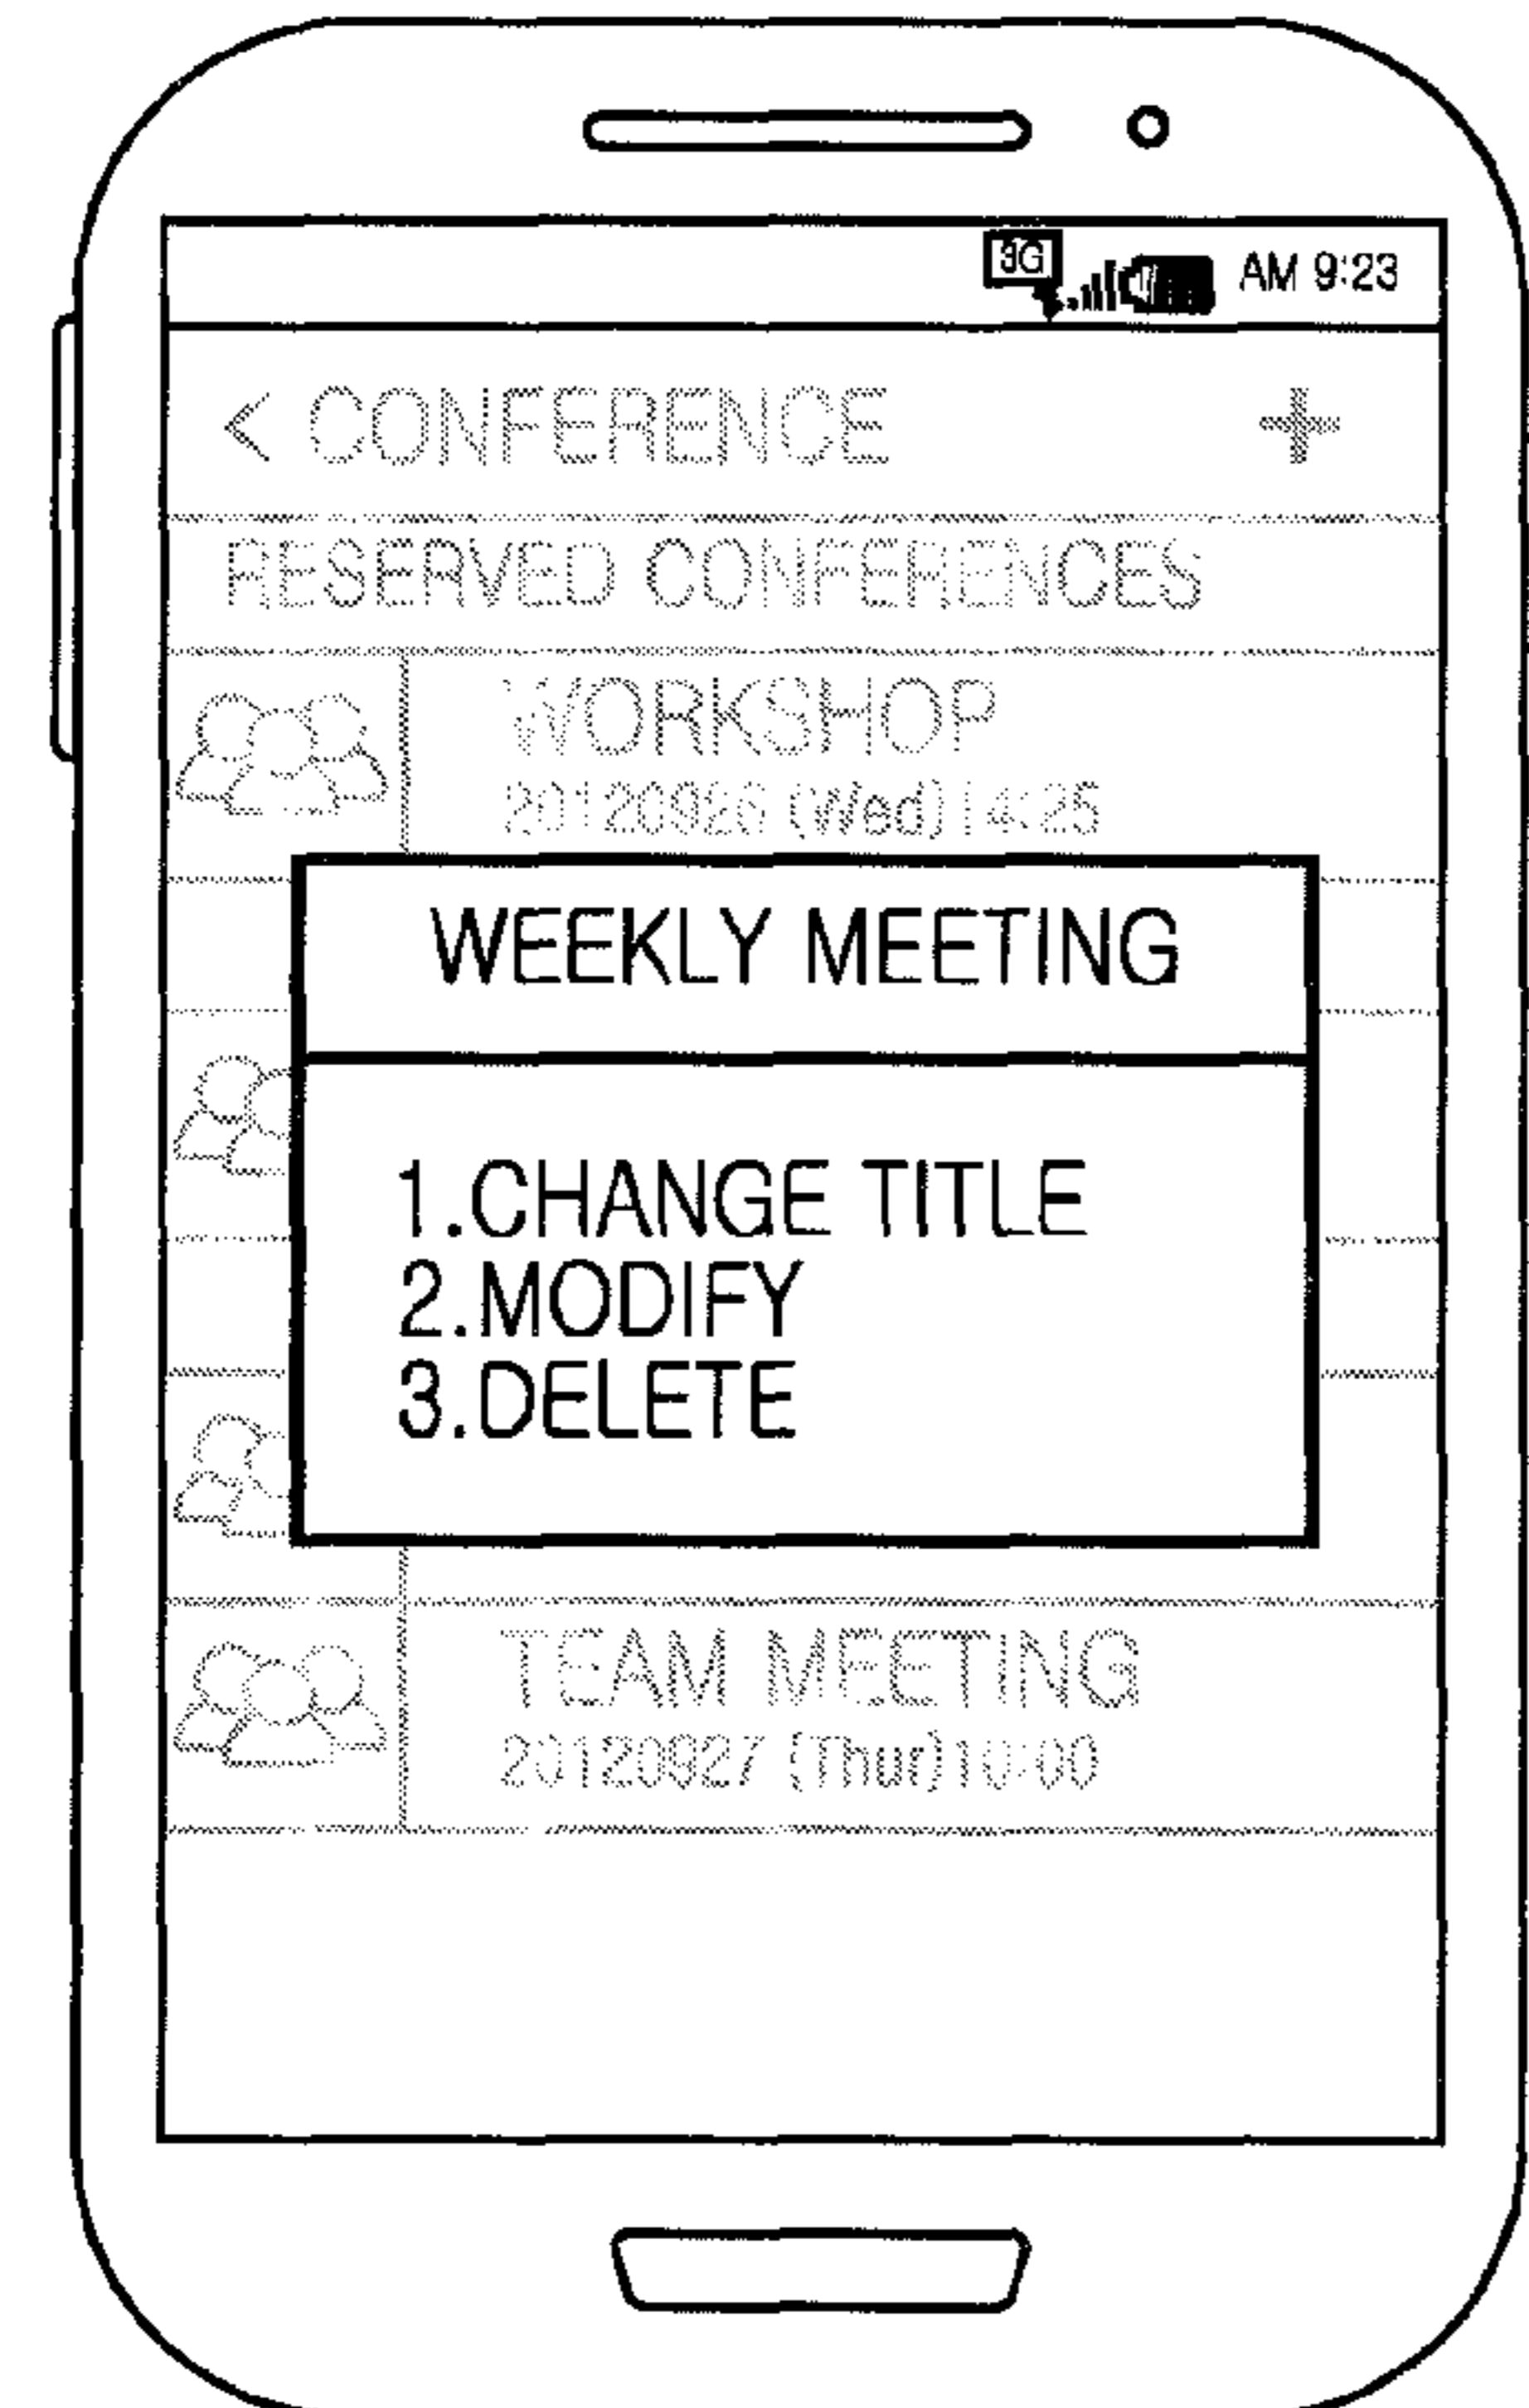 3G AM 9:23
< CONFERENCE +
RESERVED CONFERENCES
WORKSHOP
20120926 (Wed)14:25
WEEKLY MEETING
1.CHANGE TITLE
2.MODIFY
3.DELETE
TEAM MEETING
20120927 (Thur)10:00